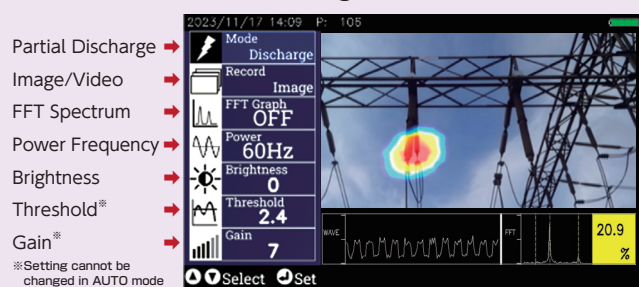 2023/11/17 14:09 P: 105
Partial Discharge
Mode
Discharge
Image/Video
Record
Image
FFT Spectrum
FFT Graph
OFF
Power Frequency
Power
60Hz
Brightness
Brightness
0
Threshold※
Threshold
2.4
Gain※
Gain
7
※Setting cannot be
changed in AUTO mode
Select Set
WAVE
FFT
20.9
%